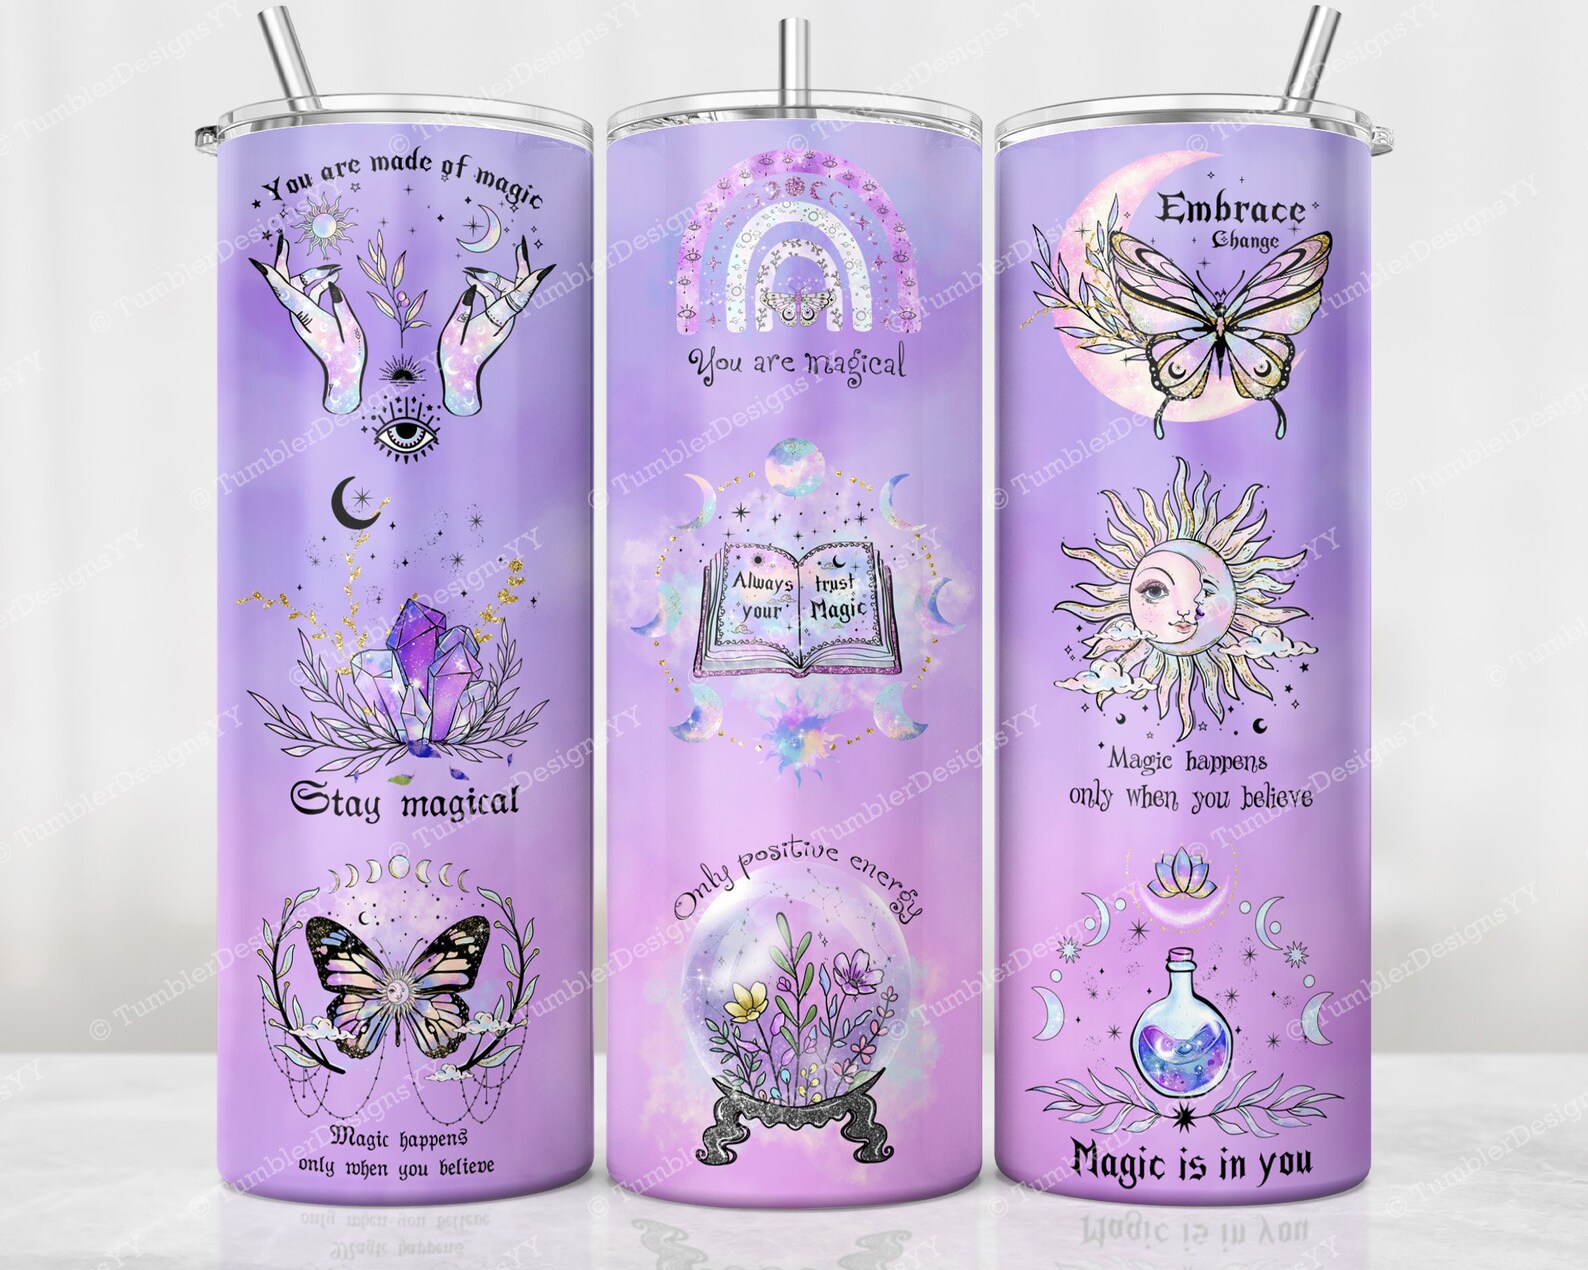 You are made of magic
Stay magical
Magic happens
only when you believe
You are magical
Always trust
your Magic
Only positive energy
Embrace
Change
Magic happens
only when you believe
Magic is in you
© TumblerDesignsYY